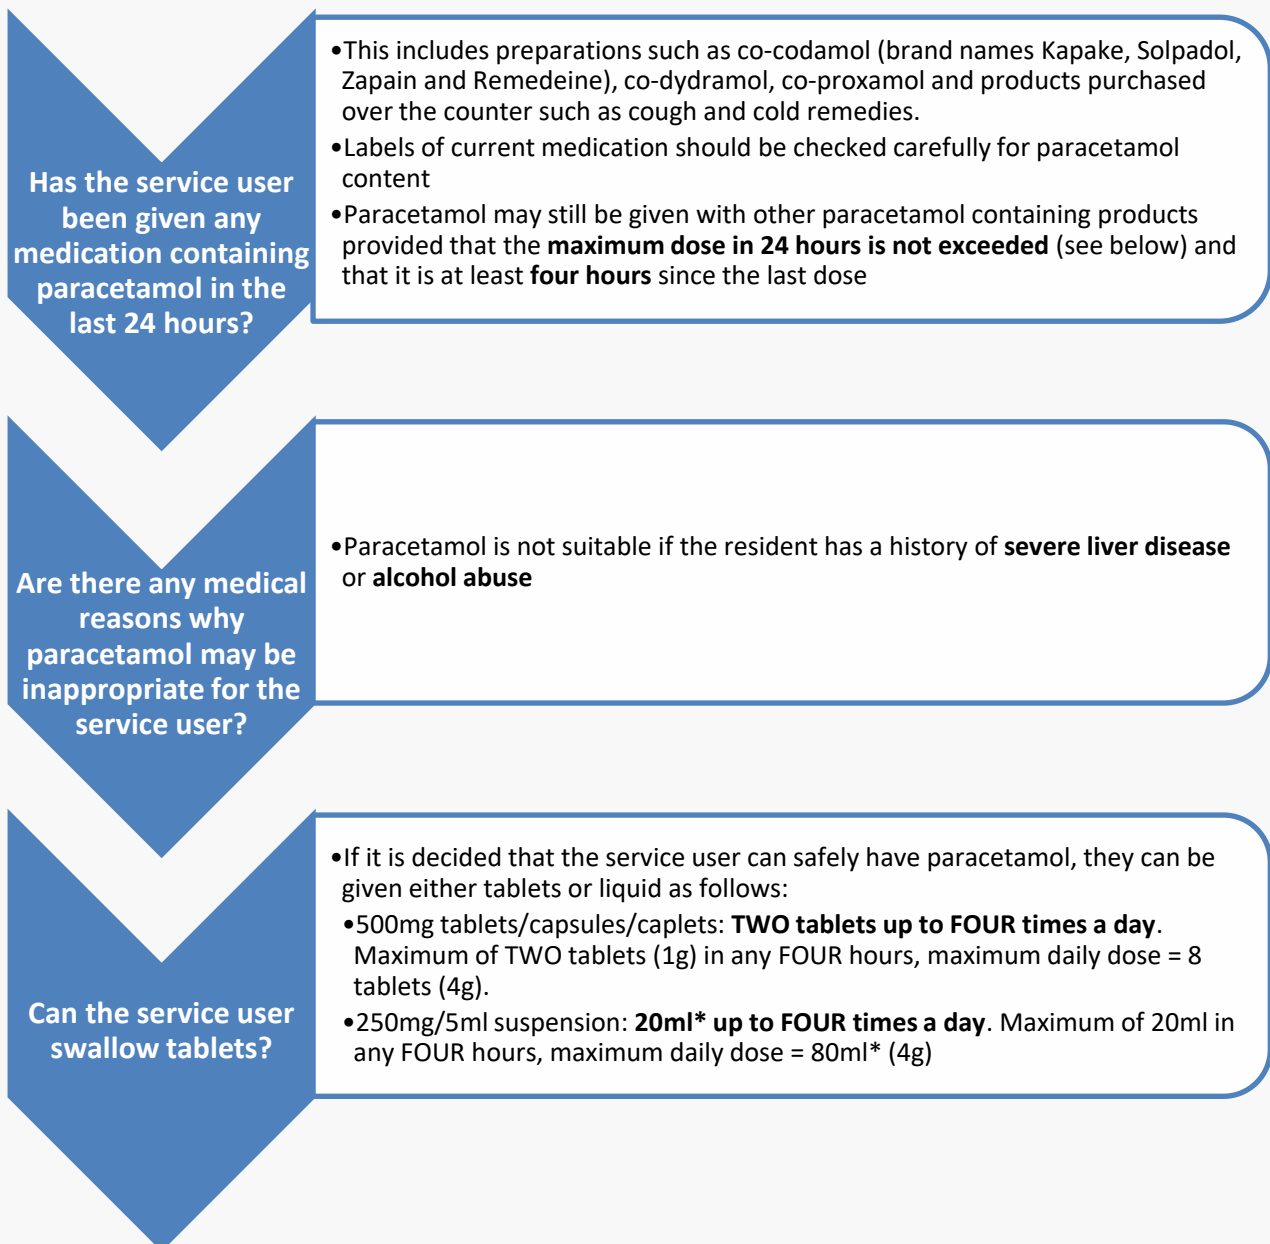 Has the service user
been given any
medication containing
paracetamol in the
last 24 hours?
•This includes preparations such as co-codamol (brand names Kapake, Solpadol,
Zapain and Remedeine), co-dydramol, co-proxamol and products purchased
over the counter such as cough and cold remedies.
•Labels of current medication should be checked carefully for paracetamol
content
•Paracetamol may still be given with other paracetamol containing products
provided that the maximum dose in 24 hours is not exceeded (see below) and
that it is at least four hours since the last dose
Are there any medical
reasons why
paracetamol may be
inappropriate for the
service user?
•Paracetamol is not suitable if the resident has a history of severe liver disease
or alcohol abuse
Can the service user
swallow tablets?
•If it is decided that the service user can safely have paracetamol, they can be
given either tablets or liquid as follows:
•500mg tablets/capsules/caplets: TWO tablets up to FOUR times a day.
Maximum of TWO tablets (1g) in any FOUR hours, maximum daily dose = 8
tablets (4g).
•250mg/5ml suspension: 20ml* up to FOUR times a day. Maximum of 20ml in
any FOUR hours, maximum daily dose = 80ml* (4g)